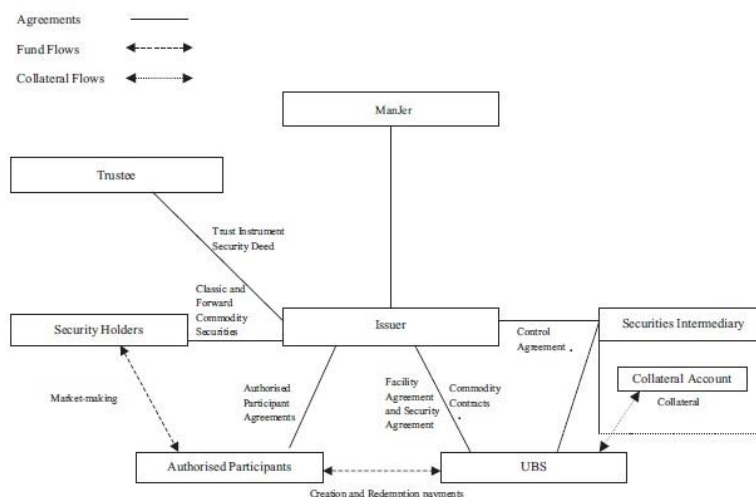 Agreements
Fund Flows
Collateral Flows
ManJer
Trustee
Trust Instrument
Security Deed
Classic and
Forward
Commodity
Securities
Security Holders
Issuer
Securities Intermediary
Control
Agreement
Collateral Account
Collateral
Market-making
Authorised
Participant
Agreements
Facility
Agreement
and Security
Agreement
Commodity
Contracts
Authorised Participants
UBS
Creation and Redemption payments